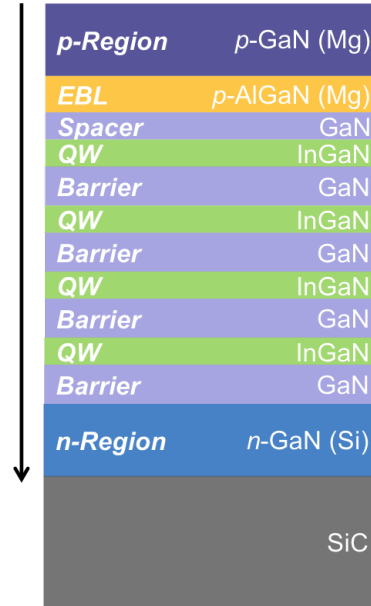 p-Region p-GaN (Mg)
EBL p-AlGaN (Mg)
Spacer GaN
QW InGaN
Barrier GaN
QW InGaN
Barrier GaN
QW InGaN
Barrier GaN
QW InGaN
Barrier GaN
n-Region n-GaN (Si)
SiC